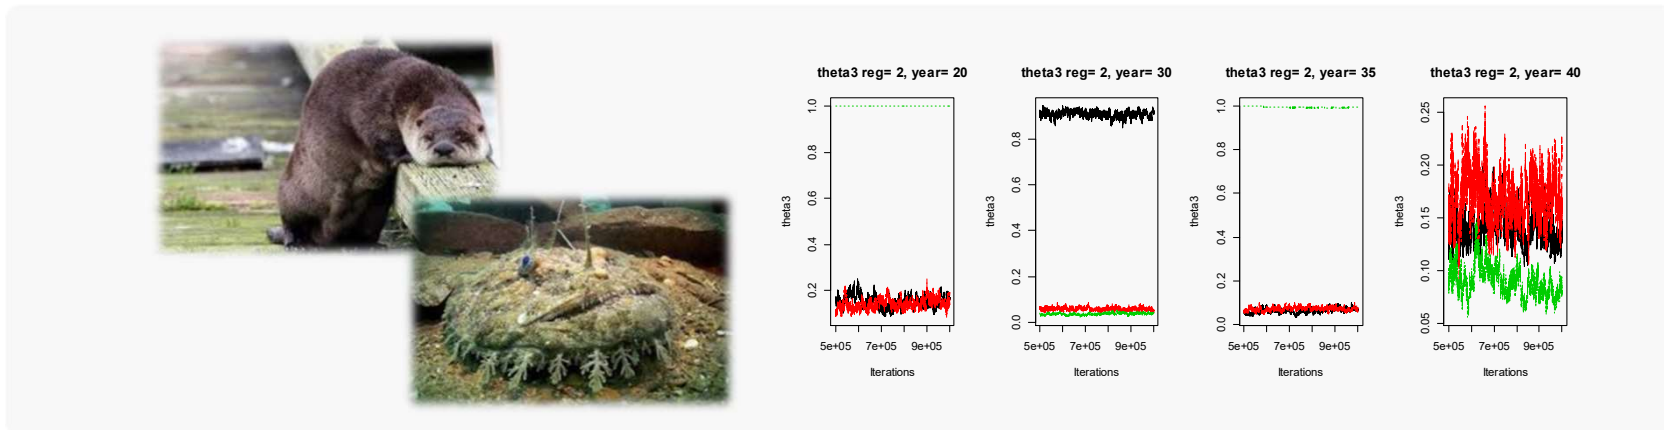 theta3 reg= 2, year= 20
theta3
1.0
0.8
0.6
0.4
0.2
5e+05 7e+05 9e+05
Iterations
theta3 reg= 2, year= 30
theta3
0.8
0.6
0.4
0.2
0.0
5e+05 7e+05 9e+05
Iterations
theta3 reg= 2, year= 35
theta3
1.0
0.8
0.6
0.4
0.2
0.0
5e+05 7e+05 9e+05
Iterations
theta3 reg= 2, year= 40
theta3
0.25
0.20
0.15
0.10
0.05
5e+05 7e+05 9e+05
Iterations